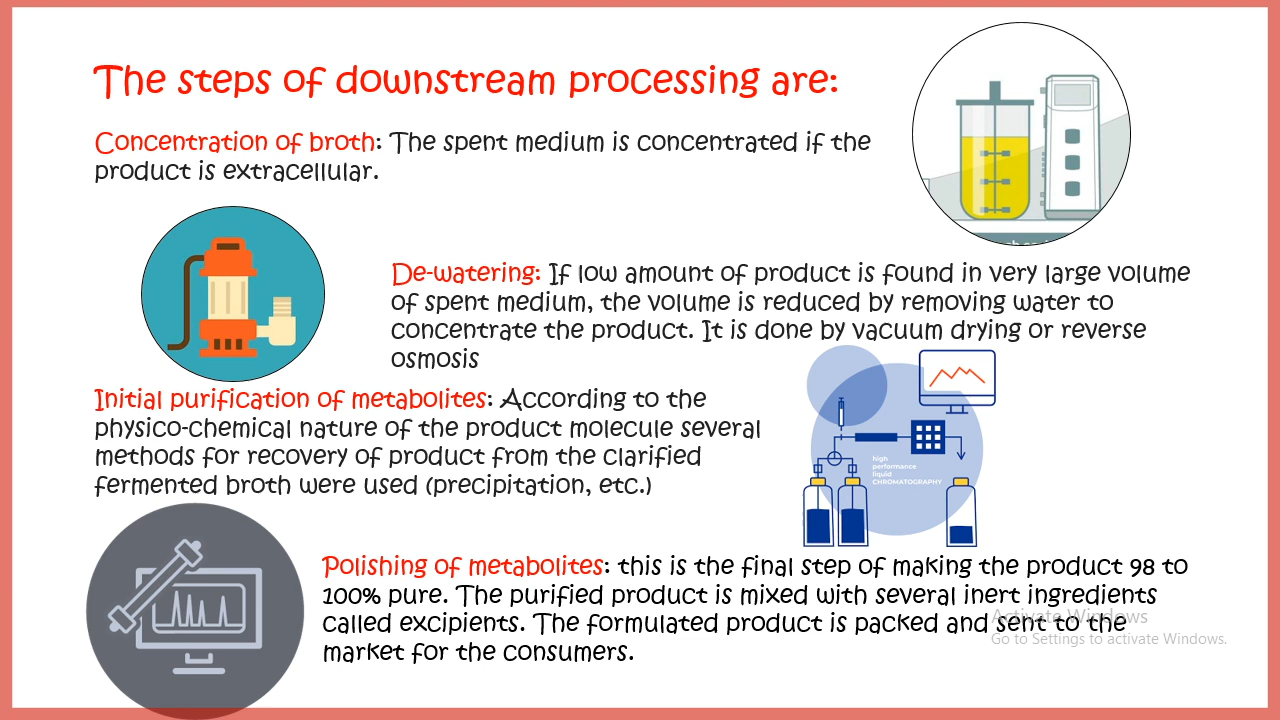 The steps of downstream processing are:
Concentration of broth: The spent medium is concentrated if the
product is extracellular.
De-watering: If low amount of product is found in very large volume
of spent medium, the volume is reduced by removing water to
concentrate the product. It is done by vacuum drying or reverse
osmosis
Initial purification of metabolites: According to the
physico-chemical nature of the product molecule several
methods for recovery of product from the clarified
fermented broth were used (precipitation, etc.)
high
performance
liquid
CHROMATOGRAPHY
Polishing of metabolites: this is the final step of making the product 98 to
100% pure. The purified product is mixed with several inert ingredients
called excipients. The formulated product is packed and sent to the
market for the consumers.
Activate Windows
Go to Settings to activate Windows.